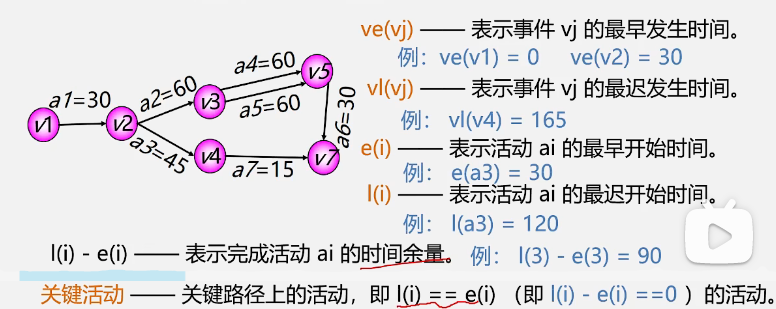 ve(vj) —— 表示事件 vj 的最早发生时间。
例：ve(v1) = 0 ve(v2) = 30
vl(vj) —— 表示事件 vj 的最迟发生时间。
例： vl(v4) = 165
e(i) —— 表示活动 ai 的最早开始时间。
例： e(a3) = 30
l(i) —— 表示活动 ai 的最迟开始时间。
例： l(a3) = 120
v1
a1=30
v2
a2=60
v3
a4=60
a5=60
v5
a3=45
v4
a7=15
v7
a6=30
l(i) - e(i) —— 表示完成活动 ai 的时间余量。 例： l(3) - e(3) = 90
关键活动 —— 关键路径上的活动，即 l(i) == e(i) （即 l(i) - e(i) ==0 ）的活动。